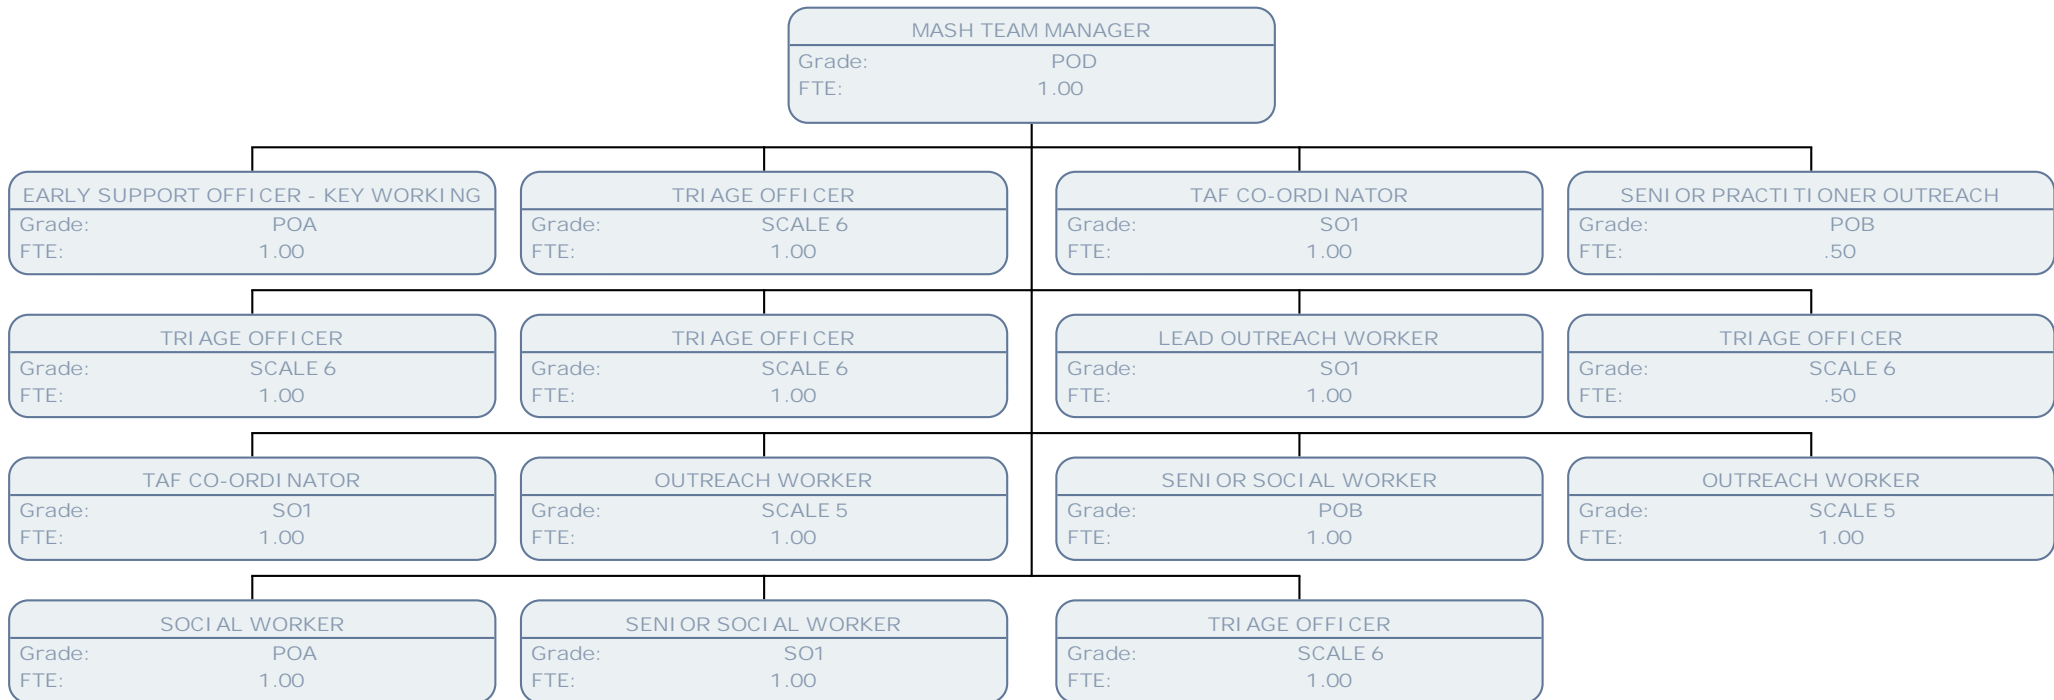 MASH TEAM MANAGER
Grade: POD
FTE: 1.00
EARLY SUPPORT OFFICER - KEY WORKING
Grade: POA
FTE: 1.00
TRIAGE OFFICER
Grade: SCALE 6
FTE: 1.00
TAF CO-ORDINATOR
Grade: SO1
FTE: 1.00
SENIOR PRACTITIONER OUTREACH
Grade: POB
FTE: .50
TRIAGE OFFICER
Grade: SCALE 6
FTE: 1.00
TRIAGE OFFICER
Grade: SCALE 6
FTE: 1.00
LEAD OUTREACH WORKER
Grade: SO1
FTE: 1.00
TRIAGE OFFICER
Grade: SCALE 6
FTE: .50
TAF CO-ORDINATOR
Grade: SO1
FTE: 1.00
OUTREACH WORKER
Grade: SCALE 5
FTE: 1.00
SENIOR SOCIAL WORKER
Grade: POB
FTE: 1.00
OUTREACH WORKER
Grade: SCALE 5
FTE: 1.00
SOCIAL WORKER
Grade: POA
FTE: 1.00
SENIOR SOCIAL WORKER
Grade: SO1
FTE: 1.00
TRIAGE OFFICER
Grade: SCALE 6
FTE: 1.00